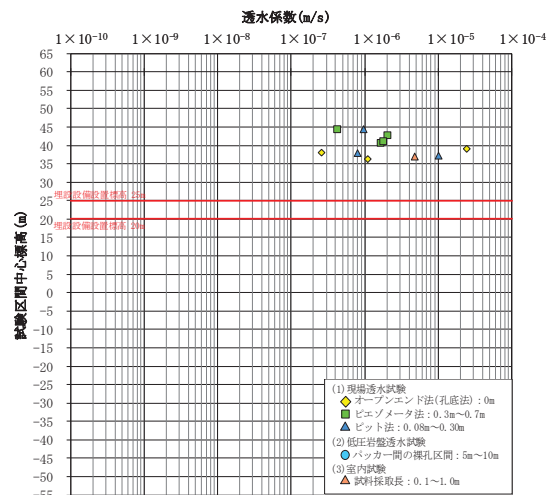 透水係数(m/s)
1×10⁻¹⁰ 1×10⁻⁹ 1×10⁻⁸ 1×10⁻⁷ 1×10⁻⁶ 1×10⁻⁵ 1×10⁻⁴
試験区間中心標高(m)
65
60
55
50
45
40
35
30
25
20
15
10
5
0
-5
-10
-15
-20
-25
-30
-35
-40
-45
-50
-55
埋設設備設置標高 25m
埋設設備設置標高 20m
(1)現場透水試験
オープンエンド法(孔底法):0m
ピエゾメータ法:0.3m～0.7m
ピット法:0.08m～0.30m
(2)低圧岩盤透水試験
パッカー間の裸孔区間:5m～10m
(3)室内試験
試料採取長:0.1～1.0m